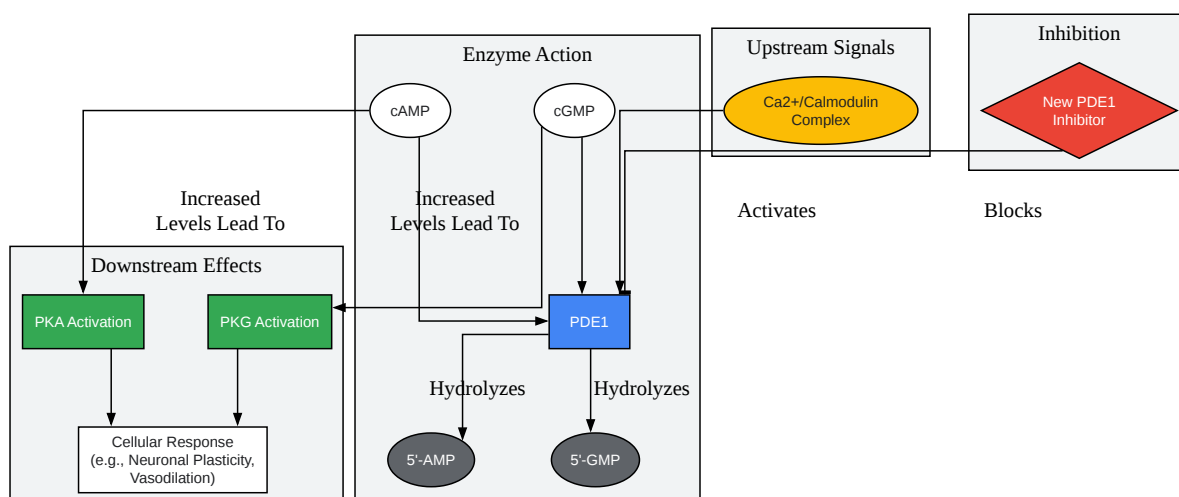 Inhibition
Upstream Signals
Enzyme Action
New PDE1
Inhibitor
Ca2+/Calmodulin
Complex
cAMP
cGMP
Increased
Levels Lead To
Increased
Levels Lead To
Activates
Blocks
Downstream Effects
PKA Activation
PKG Activation
PDE1
Hydrolyzes
Hydrolyzes
Cellular Response
(e.g., Neuronal Plasticity,
Vasodilation)
5'-AMP
5'-GMP